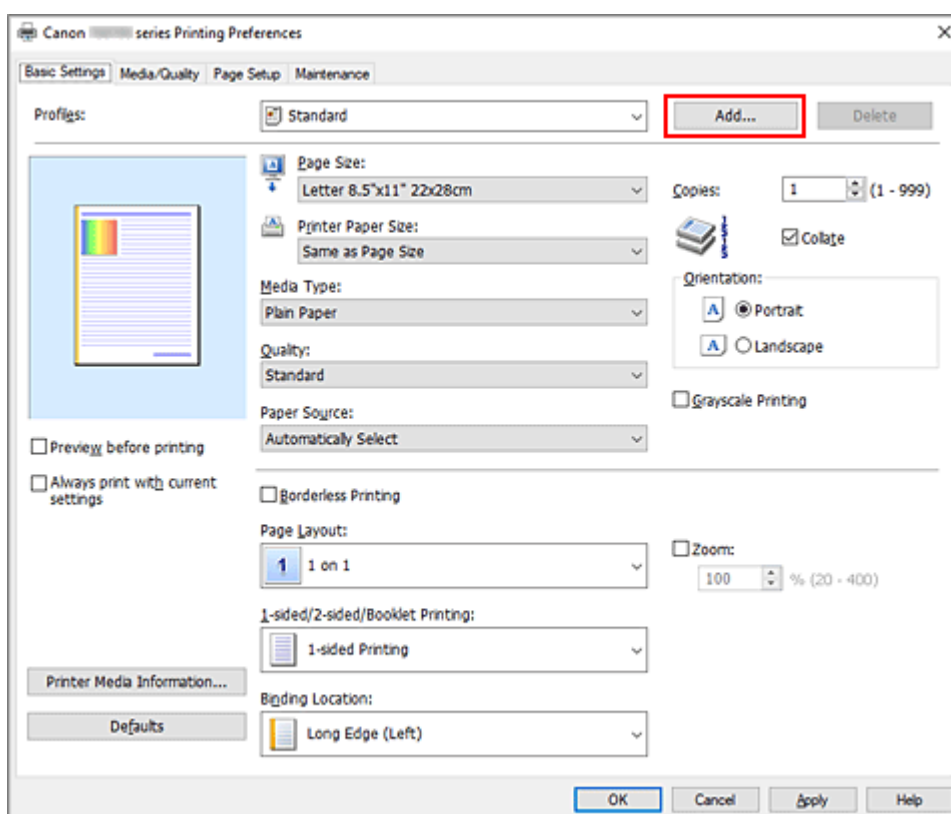 Canon series Printing Preferences
Basic Settings Media/Quality Page Setup Maintenance
Profiles: Standard Add... Delete
Page Size:
Letter 8.5"x11" 22x28cm
Copies: 1 (1 - 999)
Printer Paper Size:
Same as Page Size
Collate
Media Type:
Plain Paper
Orientation:
A Portrait
A Landscape
Quality:
Standard
Grayscale Printing
Paper Source:
Automatically Select
Preview before printing
Always print with current
settings
Borderless Printing
Page Layout:
1 1 on 1
Zoom:
100 % (20 - 400)
1-sided/2-sided/Booklet Printing:
1-sided Printing
Printer Media Information...
Binding Location:
Defaults
Long Edge (Left)
OK Cancel Apply Help